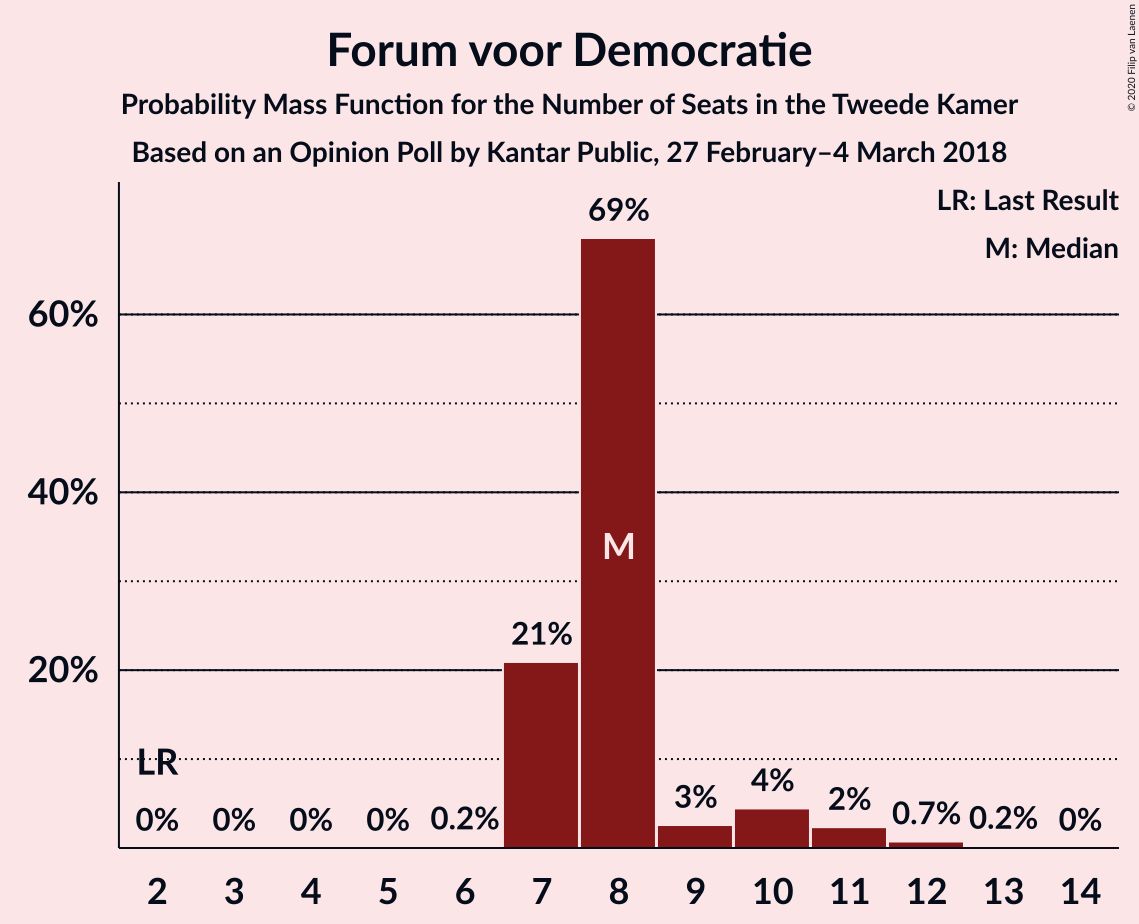 Forum voor Democratie
Probability Mass Function for the Number of Seats in the Tweede Kamer
Based on an Opinion Poll by Kantar Public, 27 February–4 March 2018
© 2020 Filip van Laenen
LR: Last Result
M: Median
60%
40%
20%
69%
M
21%
LR
0% 0% 0% 0% 0.2% 3% 4% 2% 0.7% 0.2% 0%
2 3 4 5 6 7 8 9 10 11 12 13 14